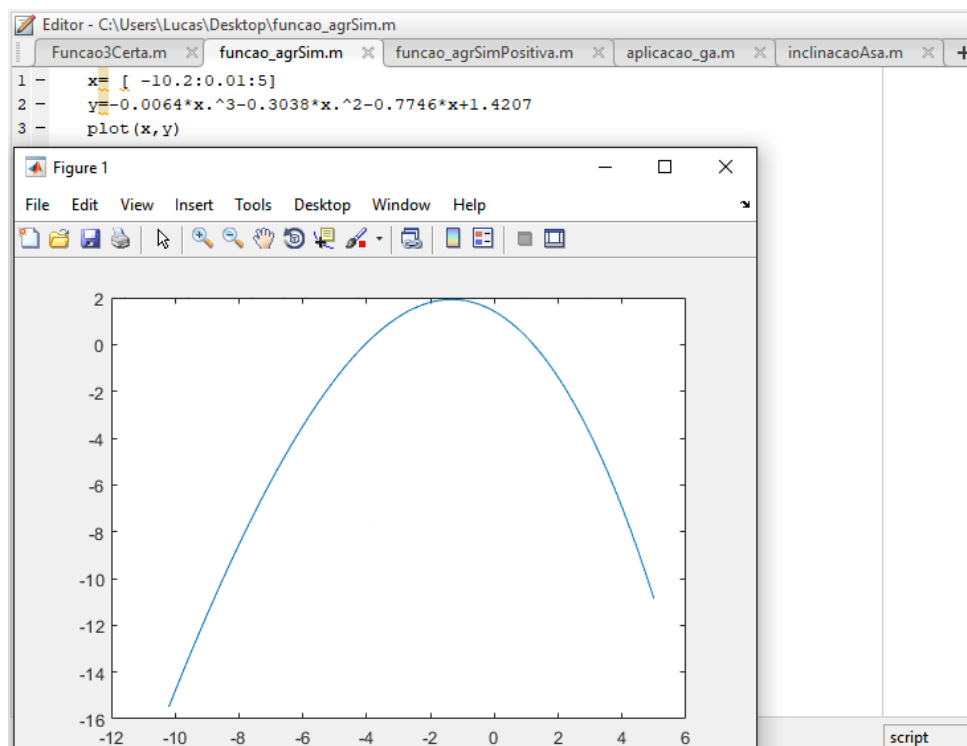 Editor - C:\Users\Lucas\Desktop\funcao_agrSim.m
Funcao3Certa.m funcao_agrSim.m funcao_agrSimPositiva.m aplicacao_ga.m inclinacaoAsa.m
1 - x= [ -10.2:0.01:5]
2 - y=-0.0064*x.^3-0.3038*x.^2-0.7746*x+1.4207
3 - plot(x,y)
Figure 1
File Edit View Insert Tools Desktop Window Help
2
0
-2
-4
-6
-8
-10
-12
-14
-16
-12 -10 -8 -6 -4 -2 0 2 4 6
script